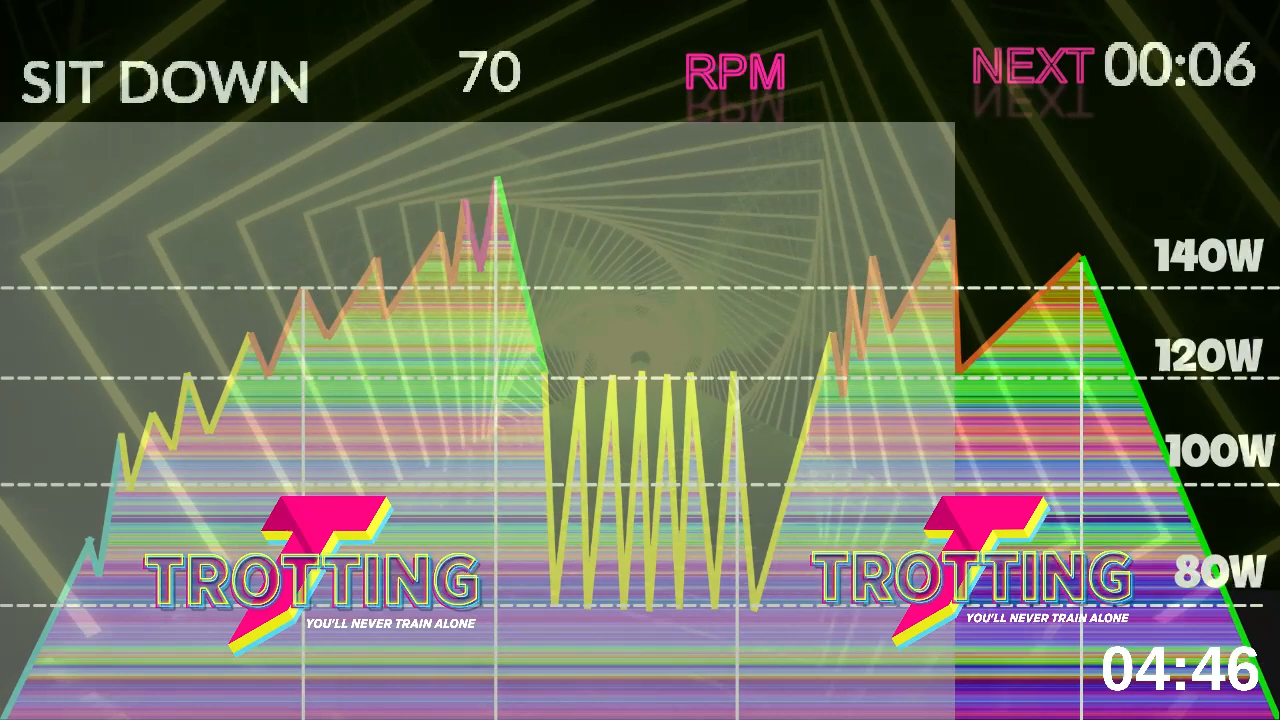 SIT DOWN 70 RPM NEXT 00:06
140W
120W
100W
80W
TROTTING
YOU'LL NEVER TRAIN ALONE
TROTTING
YOU'LL NEVER TRAIN ALONE
04:46